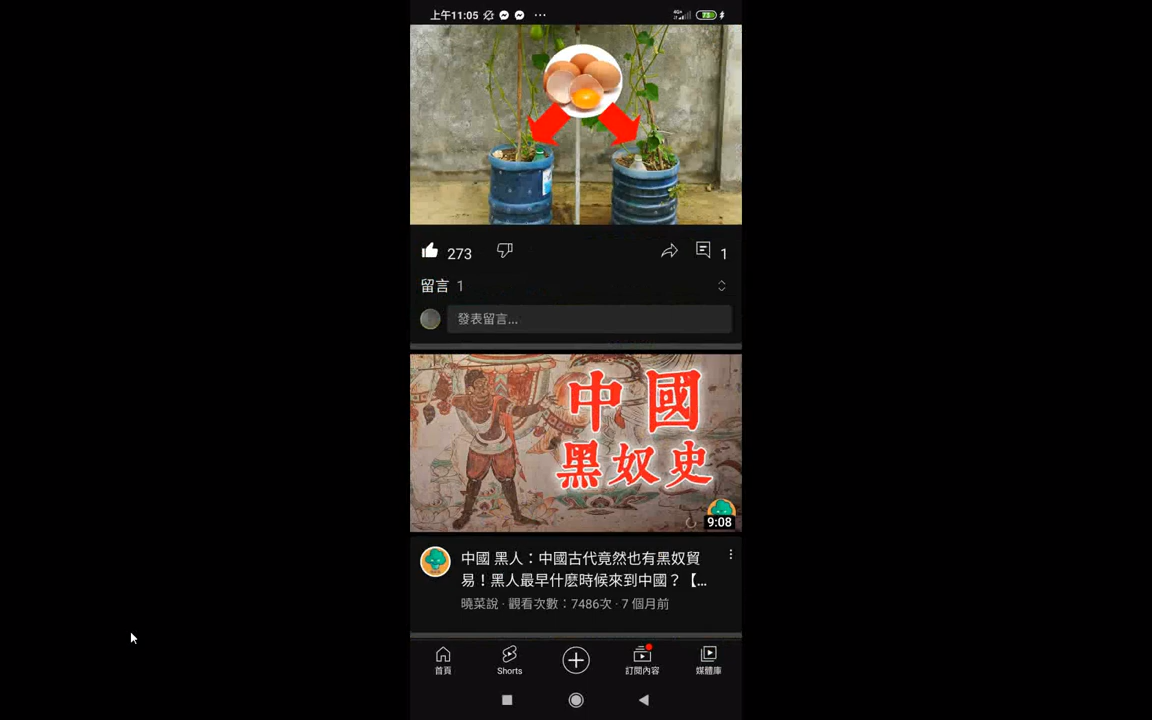 上午11:05
4G+
73
273
1
留言 1
發表留言...
中國
黑奴史
9:08
中國 黑人：中國古代竟然也有黑奴貿
易！黑人最早什麼時候來到中國？【...
曉菜說 · 觀看次數：7486次 · 7 個月前
首頁
Shorts
訂閱內容
媒體庫